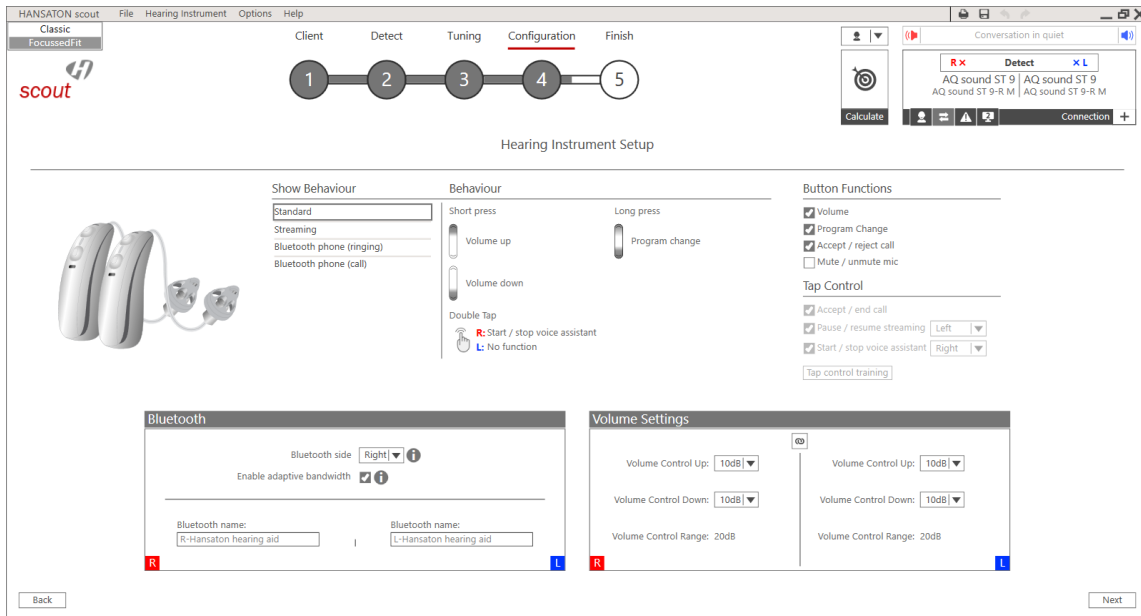 HANSATON scout File Hearing Instrument Options Help
Classic
FocussedFit
scout
Client Detect Tuning Configuration Finish
1 2 3 4 5
Conversation in quiet
R × Detect × L
AQ sound ST 9 | AQ sound ST 9
AQ sound ST 9-R M | AQ sound ST 9-R M
Calculate
Connection +
Hearing Instrument Setup
Show Behaviour
Standard
Streaming
Bluetooth phone (ringing)
Bluetooth phone (call)
Behaviour
Short press
Volume up
Volume down
Long press
Program change
Double Tap
R: Start / stop voice assistant
L: No function
Button Functions
Volume
Program Change
Accept / reject call
Mute / unmute mic
Tap Control
Accept / end call
Pause / resume streaming Left
Start / stop voice assistant Right
Tap control training
Bluetooth
Bluetooth side Right
Enable adaptive bandwidth
Bluetooth name:
R-Hansaton hearing aid
Bluetooth name:
L-Hansaton hearing aid
R L
Volume Settings
Volume Control Up: 10dB
Volume Control Down: 10dB
Volume Control Range: 20dB
Volume Control Up: 10dB
Volume Control Down: 10dB
Volume Control Range: 20dB
R L
Back
Next